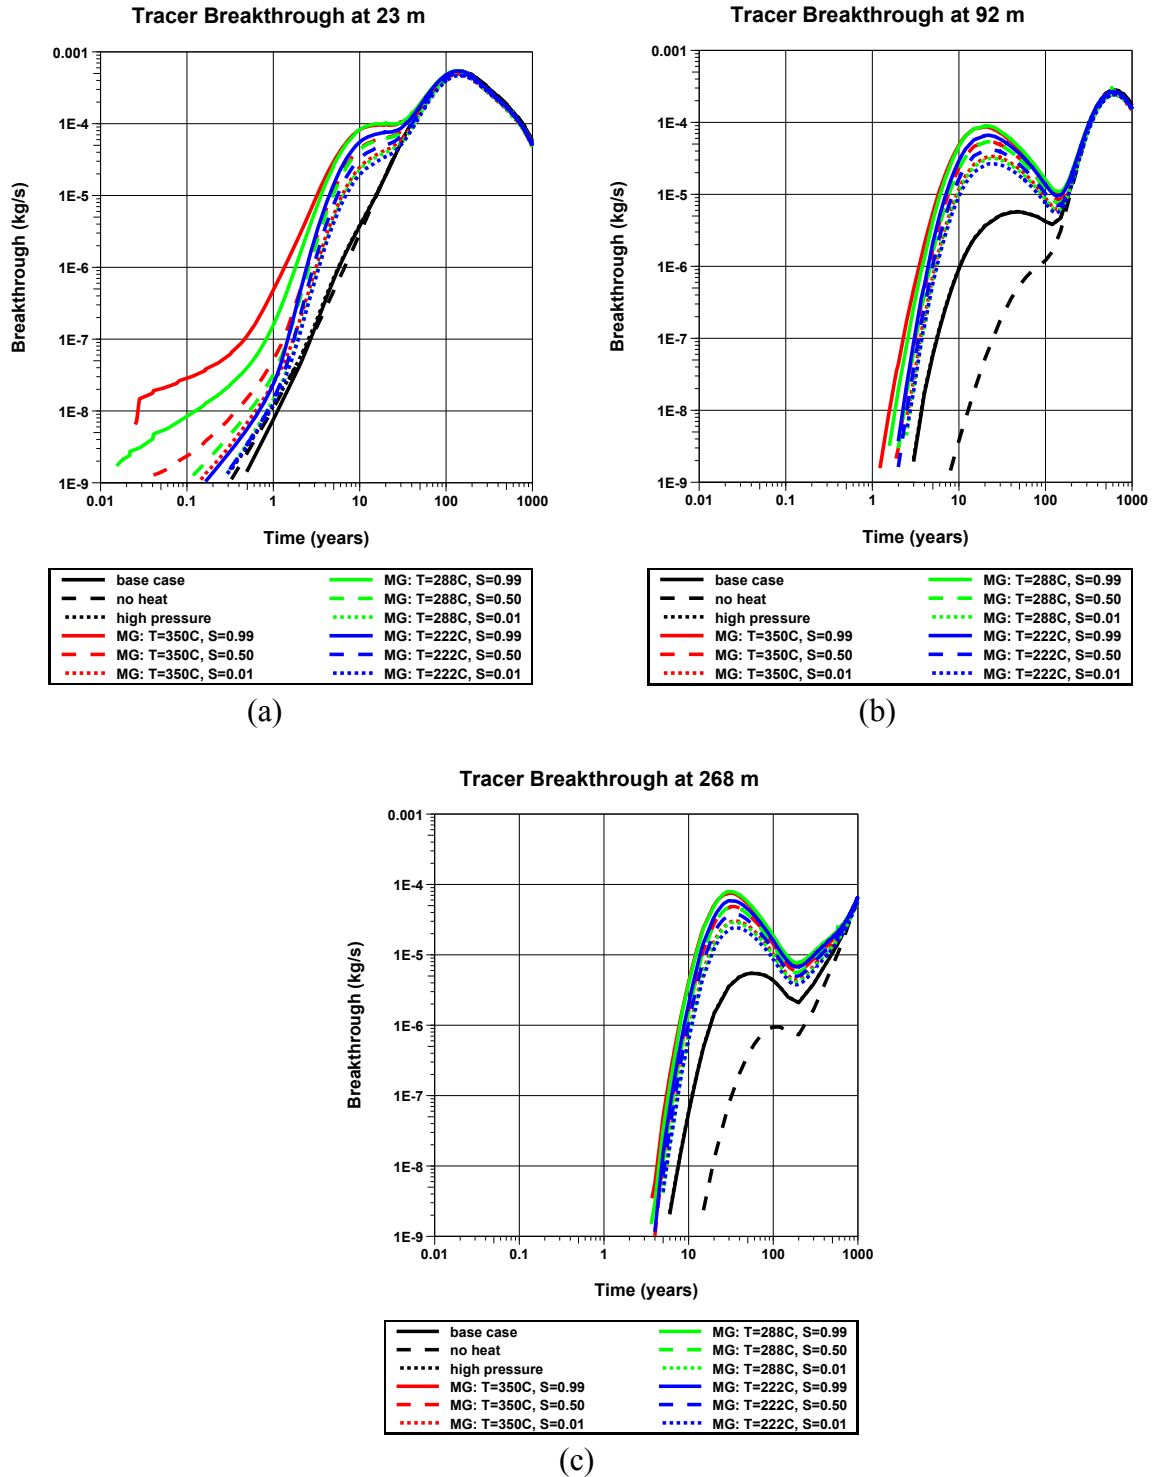 Tracer Breakthrough at 23 m
0.001
1E-4
1E-5
1E-6
1E-7
1E-8
1E-9
Breakthrough (kg/s)
0.01 0.1 1 10 100 1000
Time (years)
base case
no heat
high pressure
MG: T=350C, S=0.99
MG: T=350C, S=0.50
MG: T=350C, S=0.01
MG: T=288C, S=0.99
MG: T=288C, S=0.50
MG: T=288C, S=0.01
MG: T=222C, S=0.99
MG: T=222C, S=0.50
MG: T=222C, S=0.01
(a)
Tracer Breakthrough at 92 m
0.001
1E-4
1E-5
1E-6
1E-7
1E-8
1E-9
Breakthrough (kg/s)
0.01 0.1 1 10 100 1000
Time (years)
base case
no heat
high pressure
MG: T=350C, S=0.99
MG: T=350C, S=0.50
MG: T=350C, S=0.01
MG: T=288C, S=0.99
MG: T=288C, S=0.50
MG: T=288C, S=0.01
MG: T=222C, S=0.99
MG: T=222C, S=0.50
MG: T=222C, S=0.01
(b)
Tracer Breakthrough at 268 m
0.001
1E-4
1E-5
1E-6
1E-7
1E-8
1E-9
Breakthrough (kg/s)
0.01 0.1 1 10 100 1000
Time (years)
base case
no heat
high pressure
MG: T=350C, S=0.99
MG: T=350C, S=0.50
MG: T=350C, S=0.01
MG: T=288C, S=0.99
MG: T=288C, S=0.50
MG: T=288C, S=0.01
MG: T=222C, S=0.99
MG: T=222C, S=0.50
MG: T=222C, S=0.01
(c)